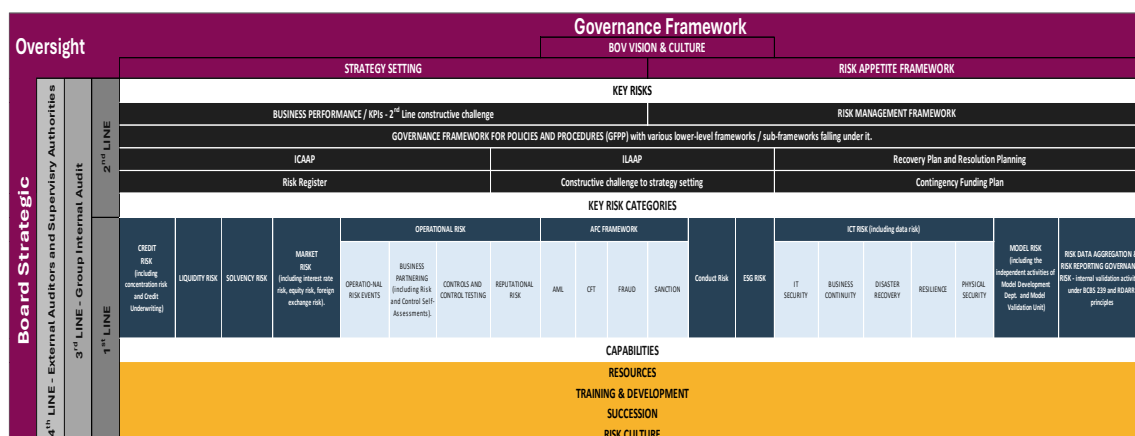 Governance Framework
Oversight
BOV VISION & CULTURE
STRATEGY SETTING
RISK APPETITE FRAMEWORK
KEY RISKS
BUSINESS PERFORMANCE / KPIs - 2nd Line constructive challenge
RISK MANAGEMENT FRAMEWORK
GOVERNANCE FRAMEWORK FOR POLICIES AND PROCEDURES (GFPP) with various lower-level frameworks / sub-frameworks falling under it.
ICAAP
ILAAP
Recovery Plan and Resolution Planning
Risk Register
Constructive challenge to strategy setting
Contingency Funding Plan
KEY RISK CATEGORIES
Board Strategic
4th LINE - External Auditors and Supervisory Authorities
3rd LINE - Group Internal Audit
2nd LINE
1st LINE
CREDIT
RISK
(including
concentration risk
and Credit
Underwriting)
LIQUIDITY RISK
SOLVENCY RISK
MARKET
RISK
(including interest rate
risk, equity risk, foreign
exchange risk).
OPERATIONAL RISK
OPERATIO-NAL
RISK EVENTS
BUSINESS
PARTNERING
(including Risk
and Control Self-
Assessments).
CONTROLS AND
CONTROL TESTING
REPUTATIONAL
RISK
AFC FRAMEWORK
AML
CFT
FRAUD
SANCTION
Conduct Risk
ESG RISK
ICT RISK (including data risk)
IT
SECURITY
BUSINESS
CONTINUITY
DISASTER
RECOVERY
RESILIENCE
PHYSICAL
SECURITY
MODEL RISK
(including the
independent activities of
Model Development
Dept. and Model
Validation Unit)
RISK DATA AGGREGATION &
RISK REPORTING GOVERNAN
RISK - internal validation activit
under BCBS 239 and RDARR
principles
CAPABILITIES
RESOURCES
TRAINING & DEVELOPMENT
SUCCESSION
RISK CULTURE